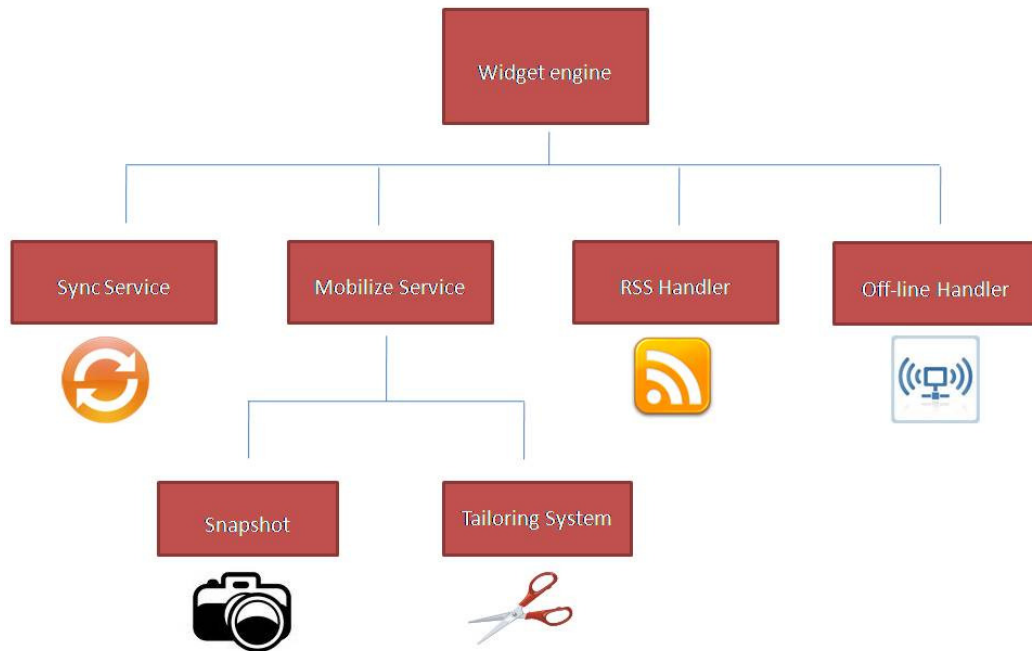 Widget engine
Sync Service
Mobilize Service
RSS Handler
Off-line Handler
Snapshot
Tailoring System